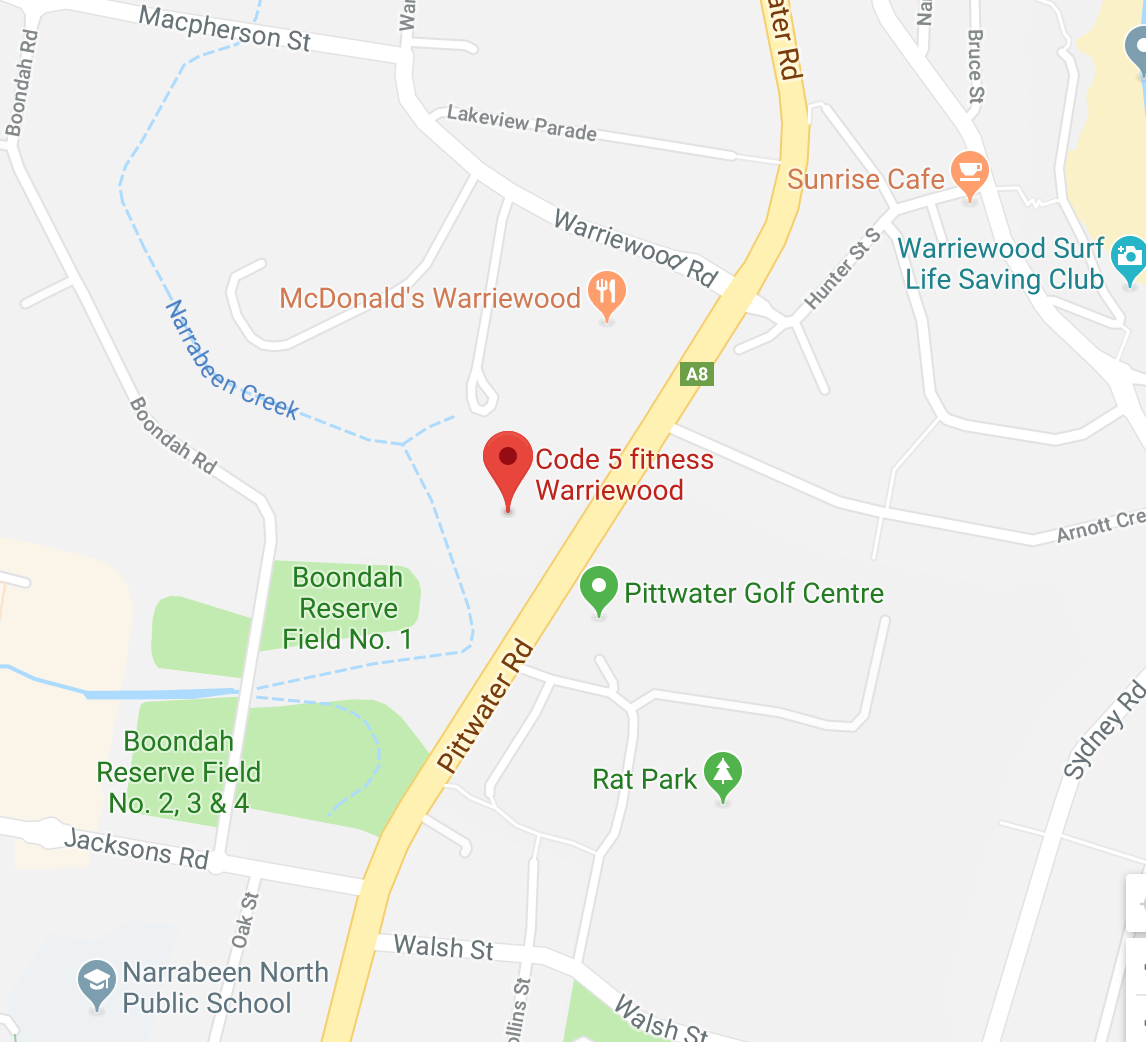 Macpherson St
War
ater Rd
Nar
Boondah Rd
Bruce St
Lakeview Parade
Sunrise Cafe
Warriewood Rd
Hunter St S
Warriewood Surf
Life Saving Club
McDonald's Warriewood
Narrabeen Creek
A8
Boondah Rd
Code 5 fitness
Warriewood
Arnott Cre
Boondah
Reserve
Field No. 1
Pittwater Golf Centre
Pittwater Rd
Sydney Rd
Boondah
Reserve Field
No. 2, 3 & 4
Rat Park
Jacksons Rd
Oak St
Walsh St
Narrabeen North
Public School
ollins St
Walsh St